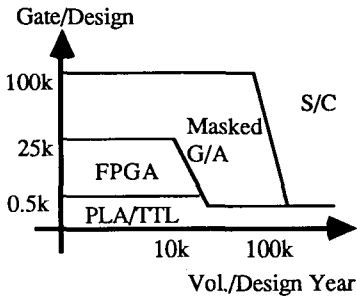 Gate/Design
100k
S/C
Masked
G/A
25k
FPGA
0.5k
PLA/TTL
10k
100k
Vol./Design Year